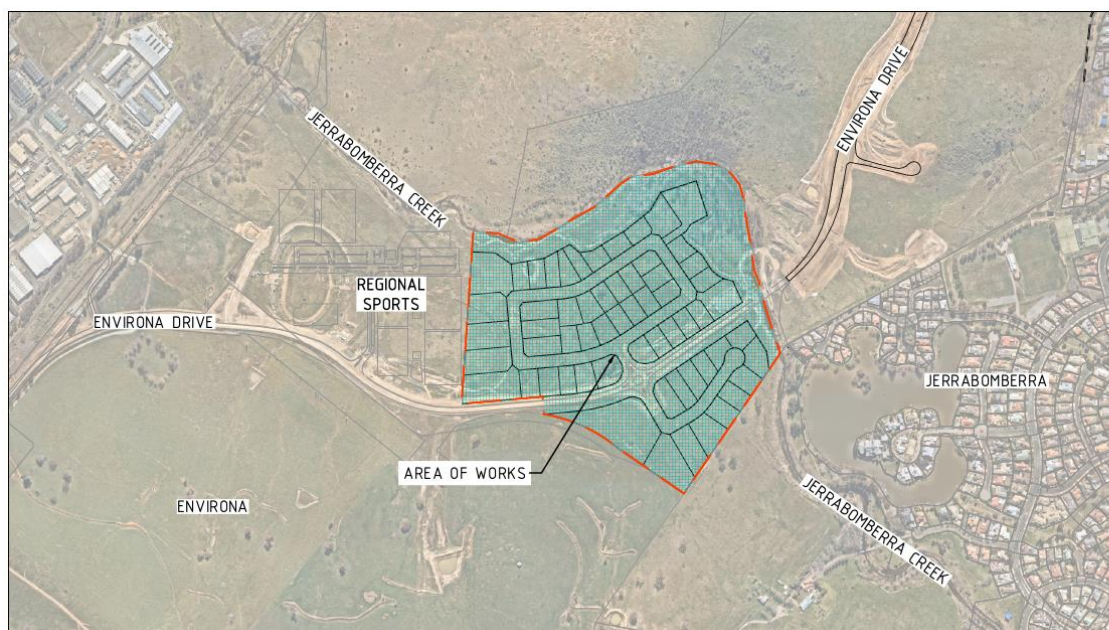 ENVIRONA DRIVE
JERRABOMBERRA CREEK
REGIONAL
SPORTS
ENVIRONA DRIVE
JERRABOMBERRA
AREA OF WORKS
ENVIRONA
JERRABOMBERRA CREEK